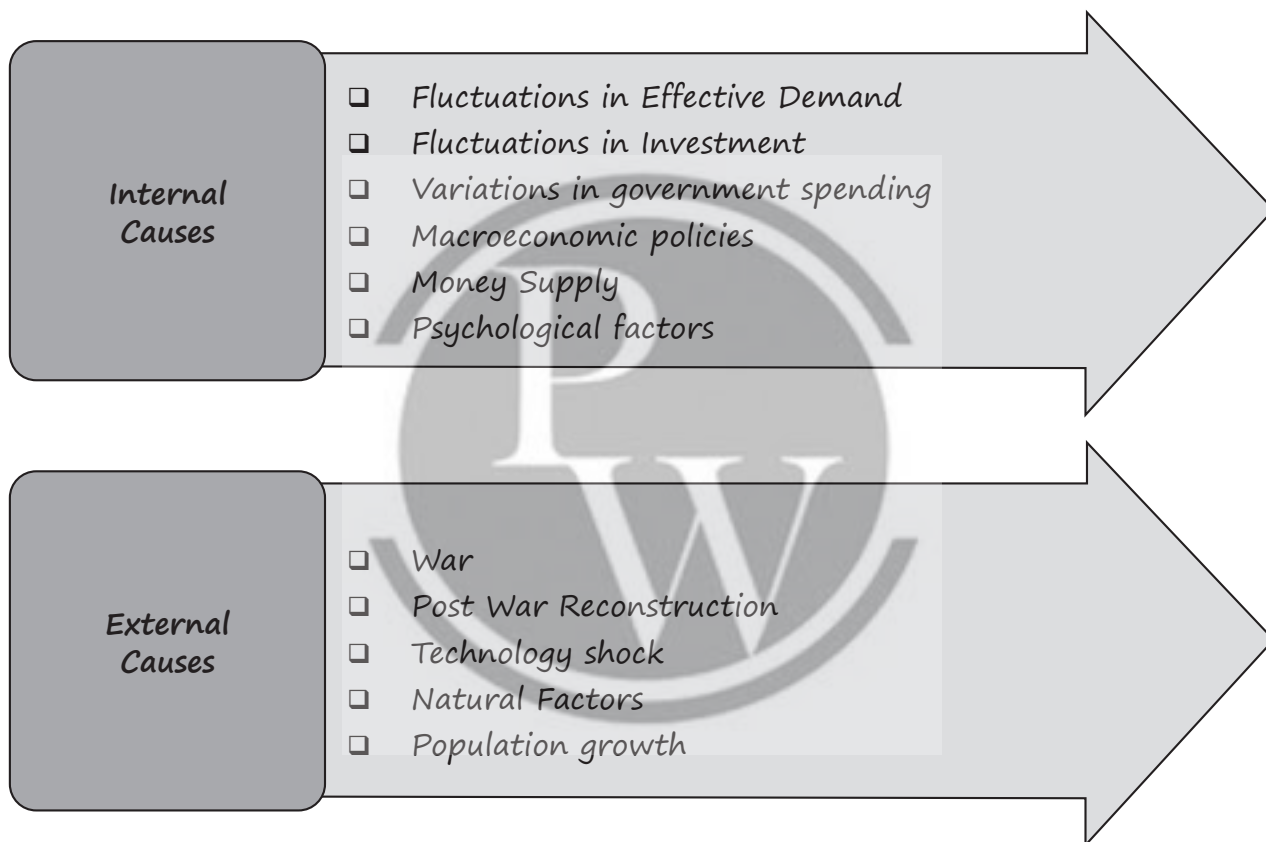 Internal
Causes
❑ Fluctuations in Effective Demand
❑ Fluctuations in Investment
❑ Variations in government spending
❑ Macroeconomic policies
❑ Money Supply
❑ Psychological factors
PW
External
Causes
❑ War
❑ Post War Reconstruction
❑ Technology shock
❑ Natural Factors
❑ Population growth